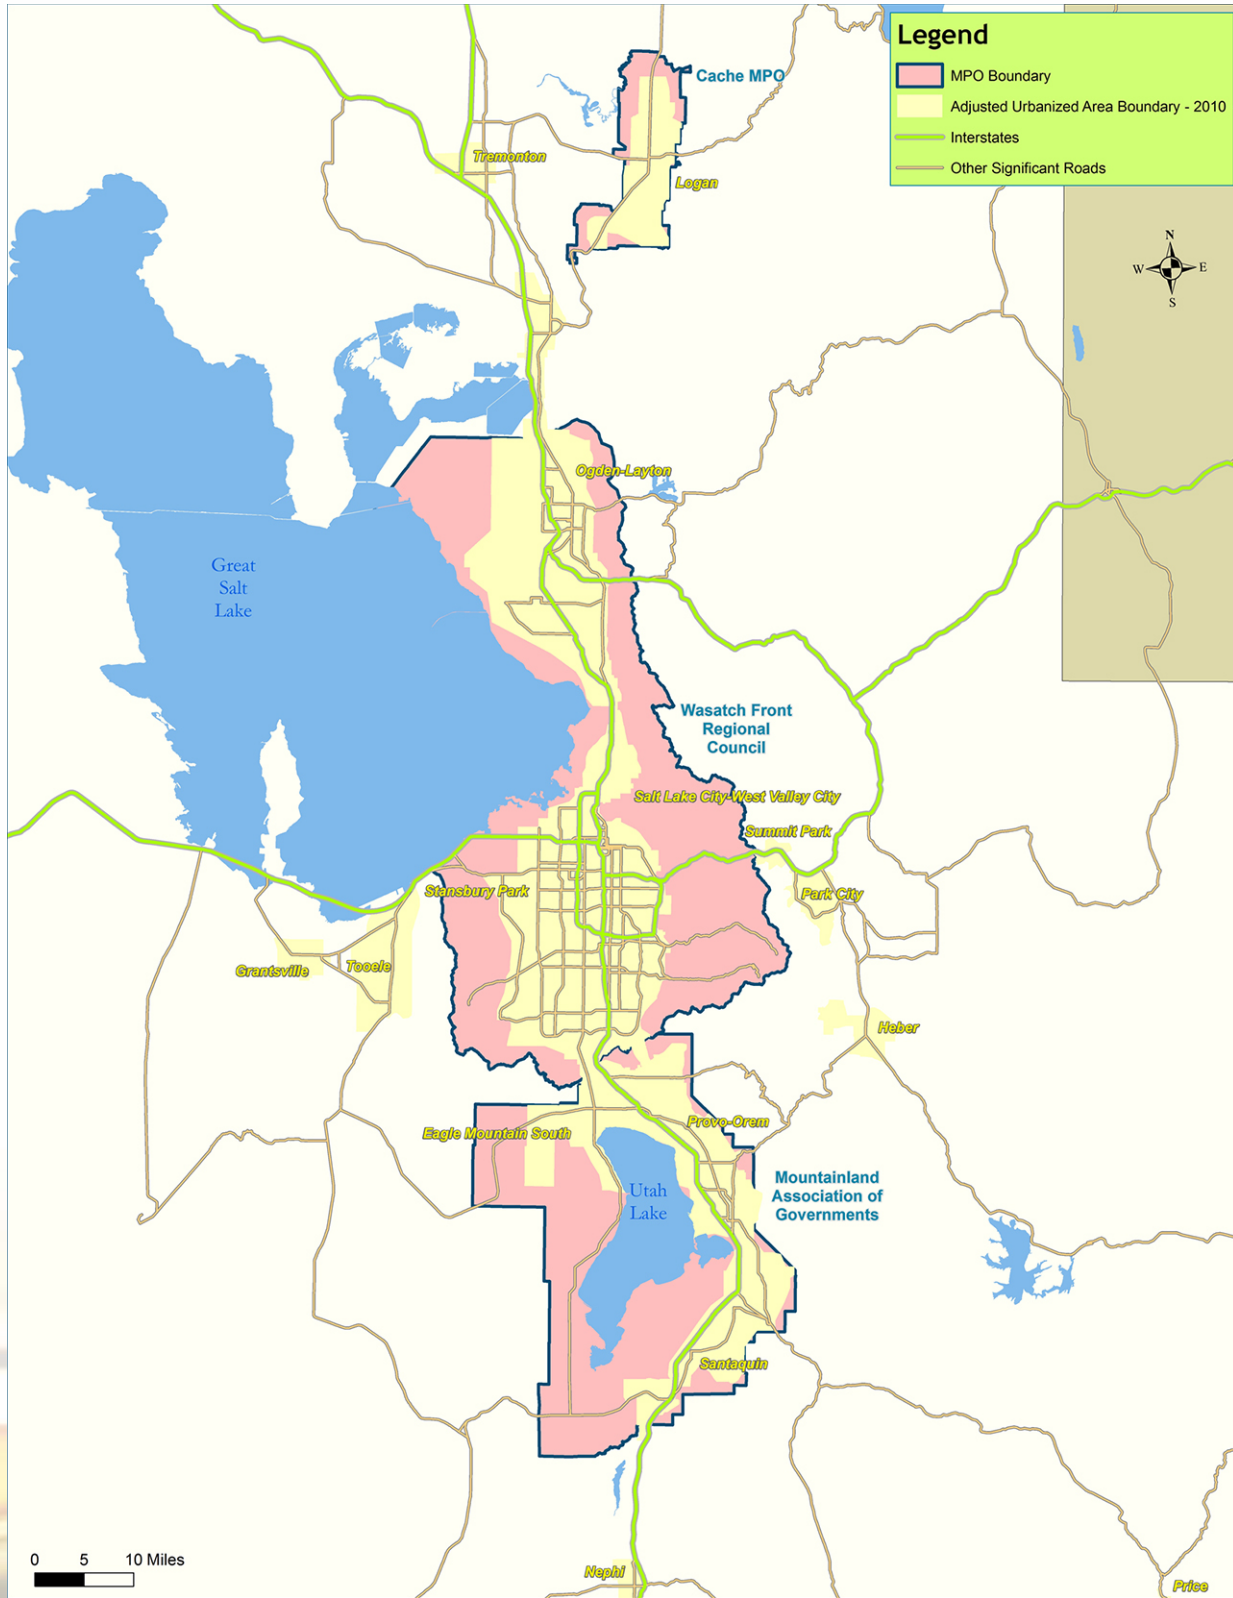 Legend
MPO Boundary
Adjusted Urbanized Area Boundary - 2010
Interstates
Other Significant Roads
Cache MPO
Tremonton
Logan
N
W
E
S
Ogden-Layton
Great
Salt
Lake
Wasatch Front
Regional
Council
Salt Lake City-West Valley City
Summit Park
Stansbury Park
Park City
Grantsville
Tooele
Heber
Provo-Orem
Eagle Mountain South
Mountainland
Association of
Governments
Utah
Lake
Santaquin
0 5 10 Miles
Nephi
Price